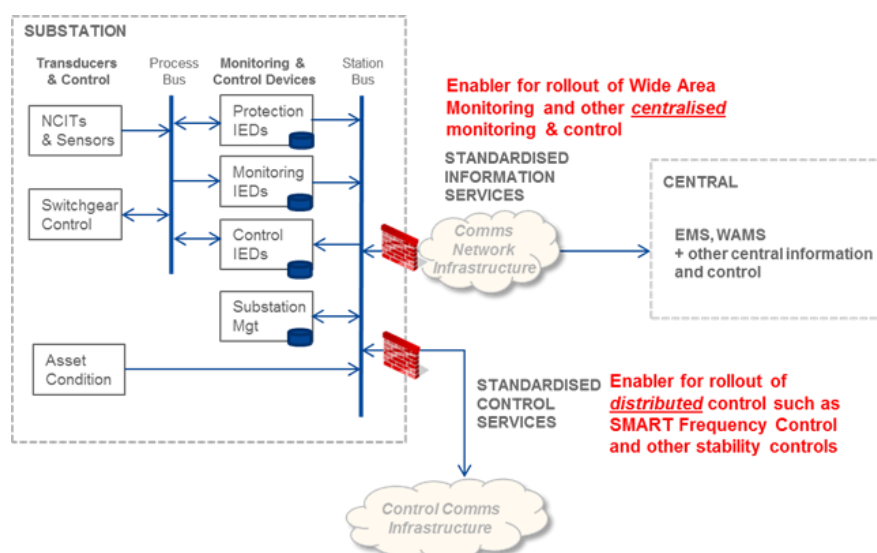 SUBSTATION
Transducers
& Control
Process
Bus
Monitoring &
Control Devices
Station
Bus
NCITs
& Sensors
Protection
IEDs
Monitoring
IEDs
Switchgear
Control
Control
IEDs
Substation
Mgt
Asset
Condition
Enabler for rollout of Wide Area
Monitoring and other centralised
monitoring & control
STANDARDISED
INFORMATION
SERVICES
Comms
Network
Infrastructure
CENTRAL
EMS, WAMS
+ other central information
and control
STANDARDISED
CONTROL
SERVICES
Enabler for rollout of
distributed control such as
SMART Frequency Control
and other stability controls
Control Comms
Infrastructure